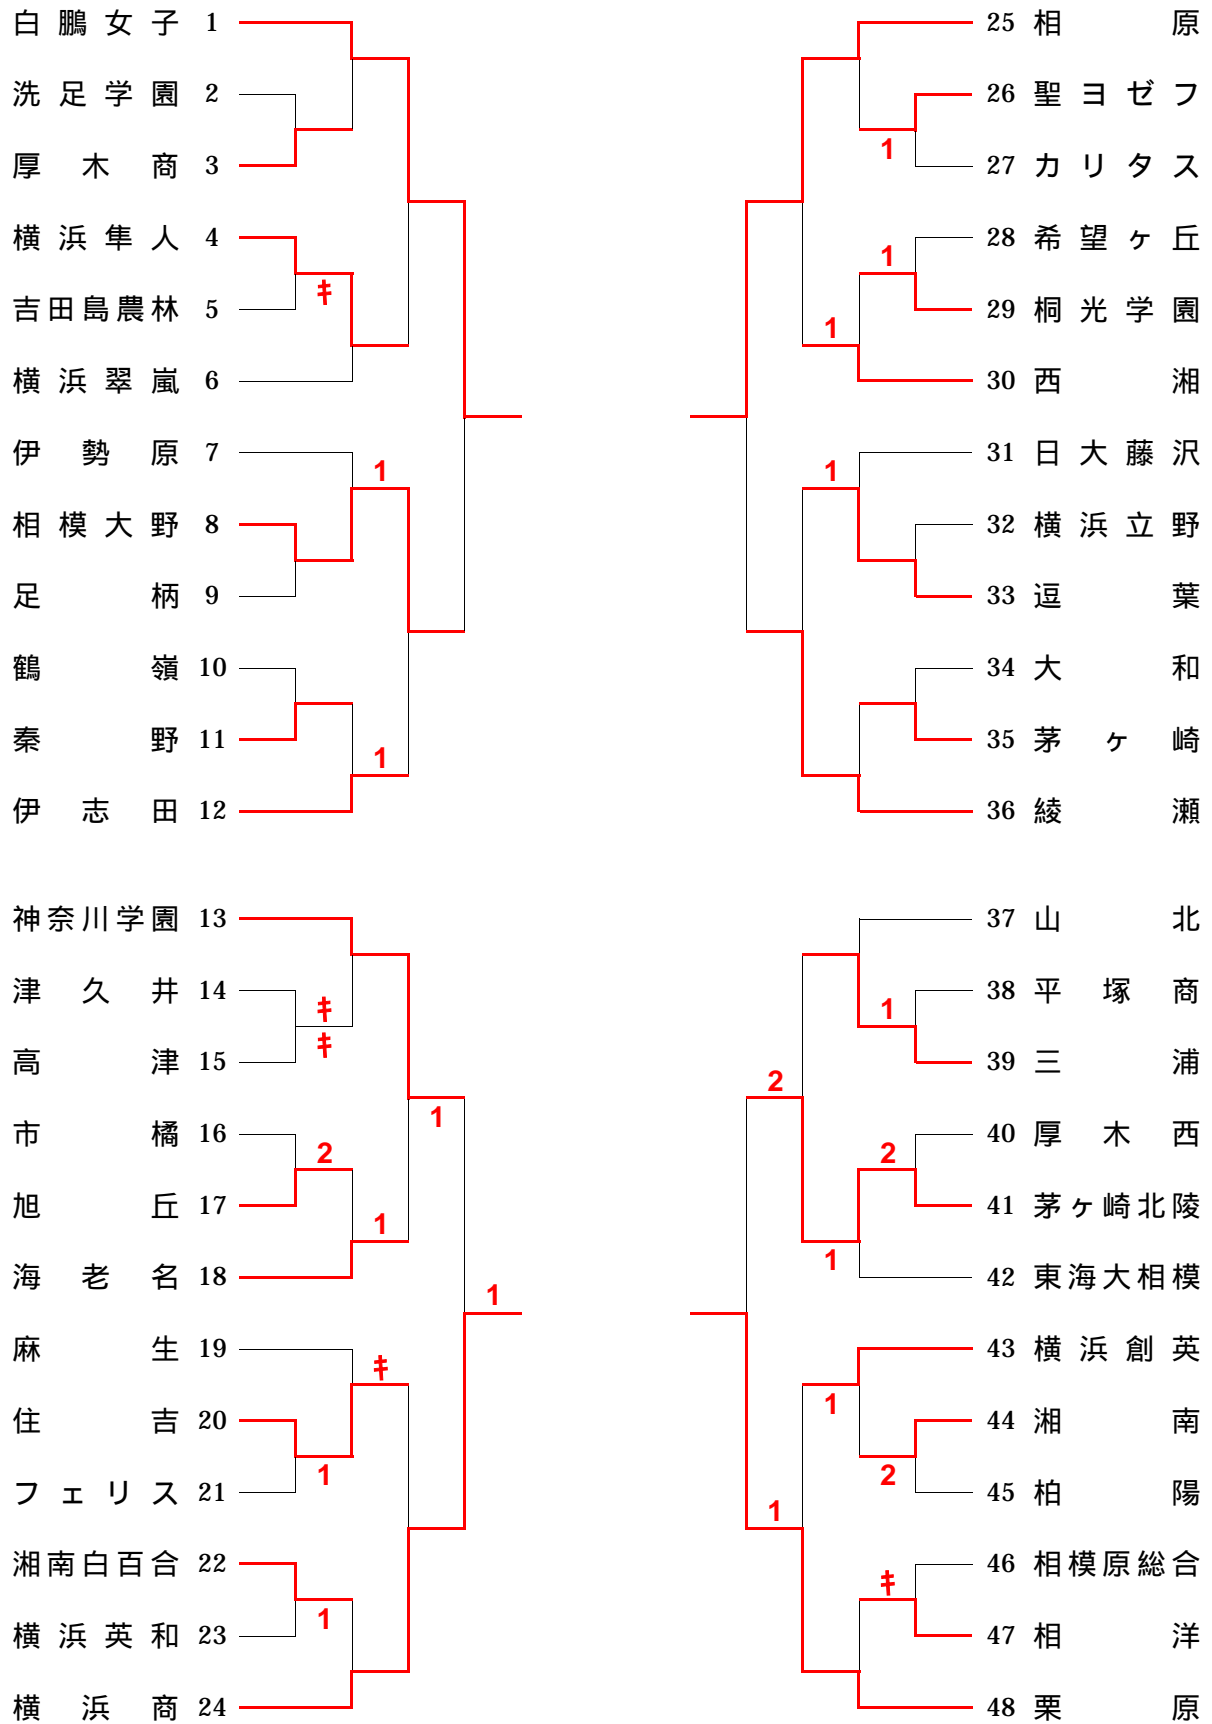 白鵬女子 1
洗足学園 2
厚木商 3
横浜隼人 4
キ
吉田島農林 5
横浜翠嵐 6
伊勢原 7
1
相模大野 8
足柄 9
鶴嶺 10
秦野 11
1
伊志田 12
神奈川学園 13
津久井 14
キ
キ
高津 15
1
市橘 16
2
旭丘 17
1
海老名 18
1
麻生 19
キ
住吉 20
1
フェリス 21
湘南白百合 22
1
横浜英和 23
横浜商 24
25 相原
26 聖ヨゼフ
1
27 カリタス
28 希望ヶ丘
1
29 桐光学園
1
30 西湘
31 日大藤沢
1
32 横浜立野
33 逗葉
34 大和
35 茅ヶ崎
36 綾瀬
37 山北
38 平塚商
1
39 三浦
2
40 厚木西
2
41 茅ヶ崎北陵
1
42 東海大相模
43 横浜創英
1
44 湘南
2
45 柏陽
1
46 相模原総合
キ
47 相洋
48 栗原